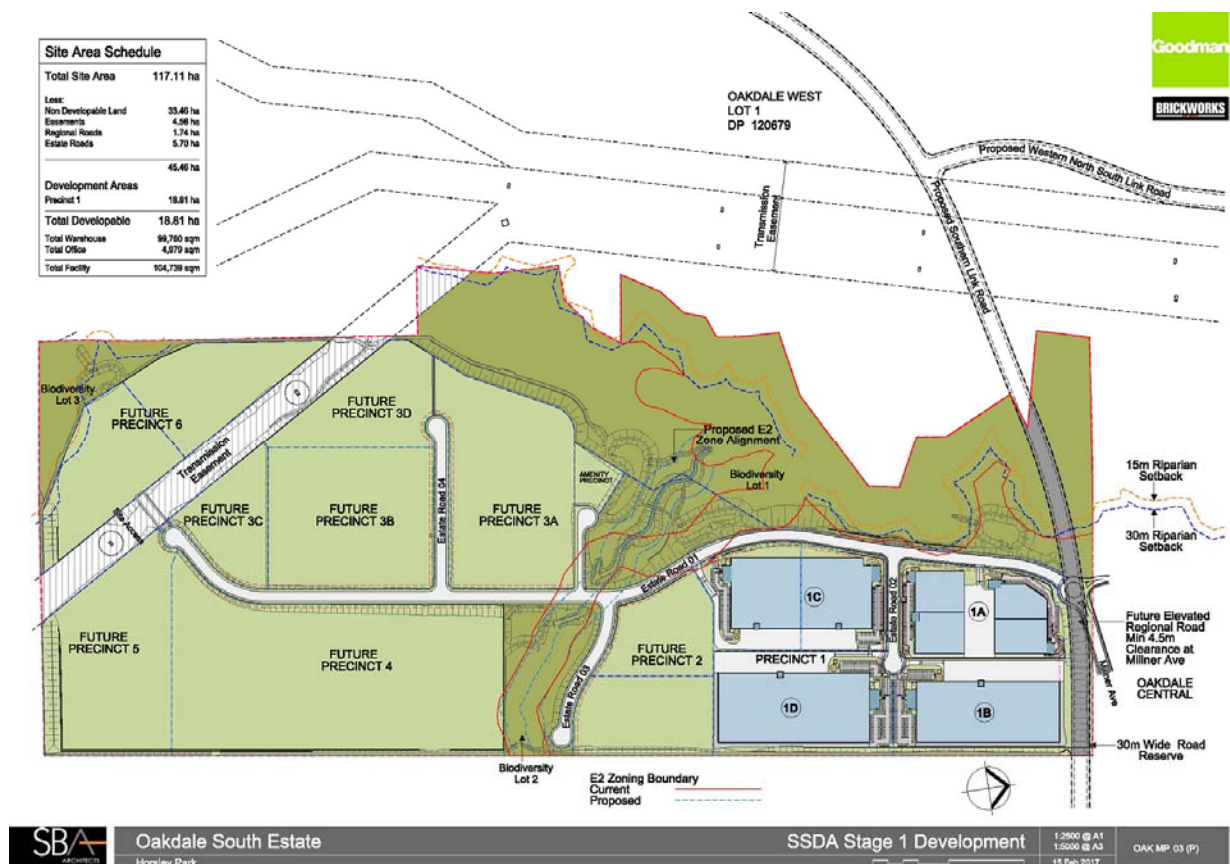 Site Area Schedule
Total Site Area 117.11 ha
Less:
Non Developable Land 33.46 ha
Easements 4.56 ha
Regional Roads 1.74 ha
Estate Roads 5.70 ha
45.46 ha
Development Areas
Precinct 1 18.81 ha
Total Developable 18.81 ha
Total Warehouse 99,760 sqm
Total Office 4,979 sqm
Total Facility 104,739 sqm
Goodman
BRICKWORKS
OAKDALE WEST
LOT 1
DP 120679
Proposed Western North South Link Road
Proposed Southern Link Road
Transmission
Easement
Biodiversity
Lot 3
FUTURE
PRECINCT 6
FUTURE
PRECINCT 3D
Transmission
Easement
Proposed E2
Zone Alignment
Biodiversity
Lot 1
AMENITY
PRECINCT
15m Riparian
Setback
30m Riparian
Setback
FUTURE
PRECINCT 3C
FUTURE
PRECINCT 3B
Estate Road 04
FUTURE
PRECINCT 3A
Site Access
Estate Road 01
1C
Estate Road 02
1A
Future Elevated
Regional Road
Min 4.5m
Clearance at
Millner Ave
Millner Ave
OAKDALE
CENTRAL
FUTURE
PRECINCT 5
FUTURE
PRECINCT 4
FUTURE
PRECINCT 2
PRECINCT 1
Estate Road 03
1D
1B
30m Wide Road
Reserve
Biodiversity
Lot 2
E2 Zoning Boundary
Current
Proposed
SBA
ARCHITECTS
Oakdale South Estate
Horsley Park
SSDA Stage 1 Development
1:2500 @ A1
1:5000 @ A3
15 Feb 2017
OAK MP 03 (P)